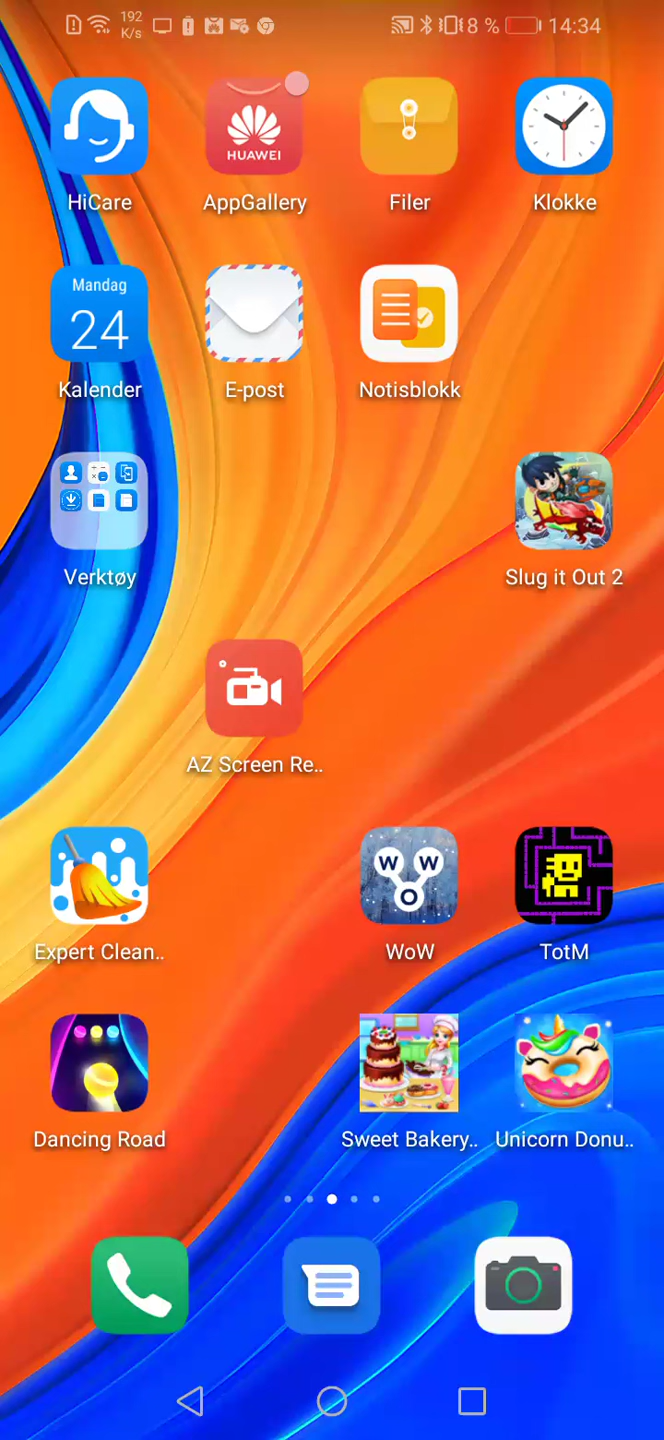 192
K/s
8 %
14:34
HUAWEI
HiCare
AppGallery
Filer
Klokke
Mandag
24
Kalender
E-post
Notisblokk
Verktøy
Slug it Out 2
AZ Screen Re..
W W
O
Expert Clean..
WoW
TotM
Dancing Road
Sweet Bakery..
Unicorn Donu..